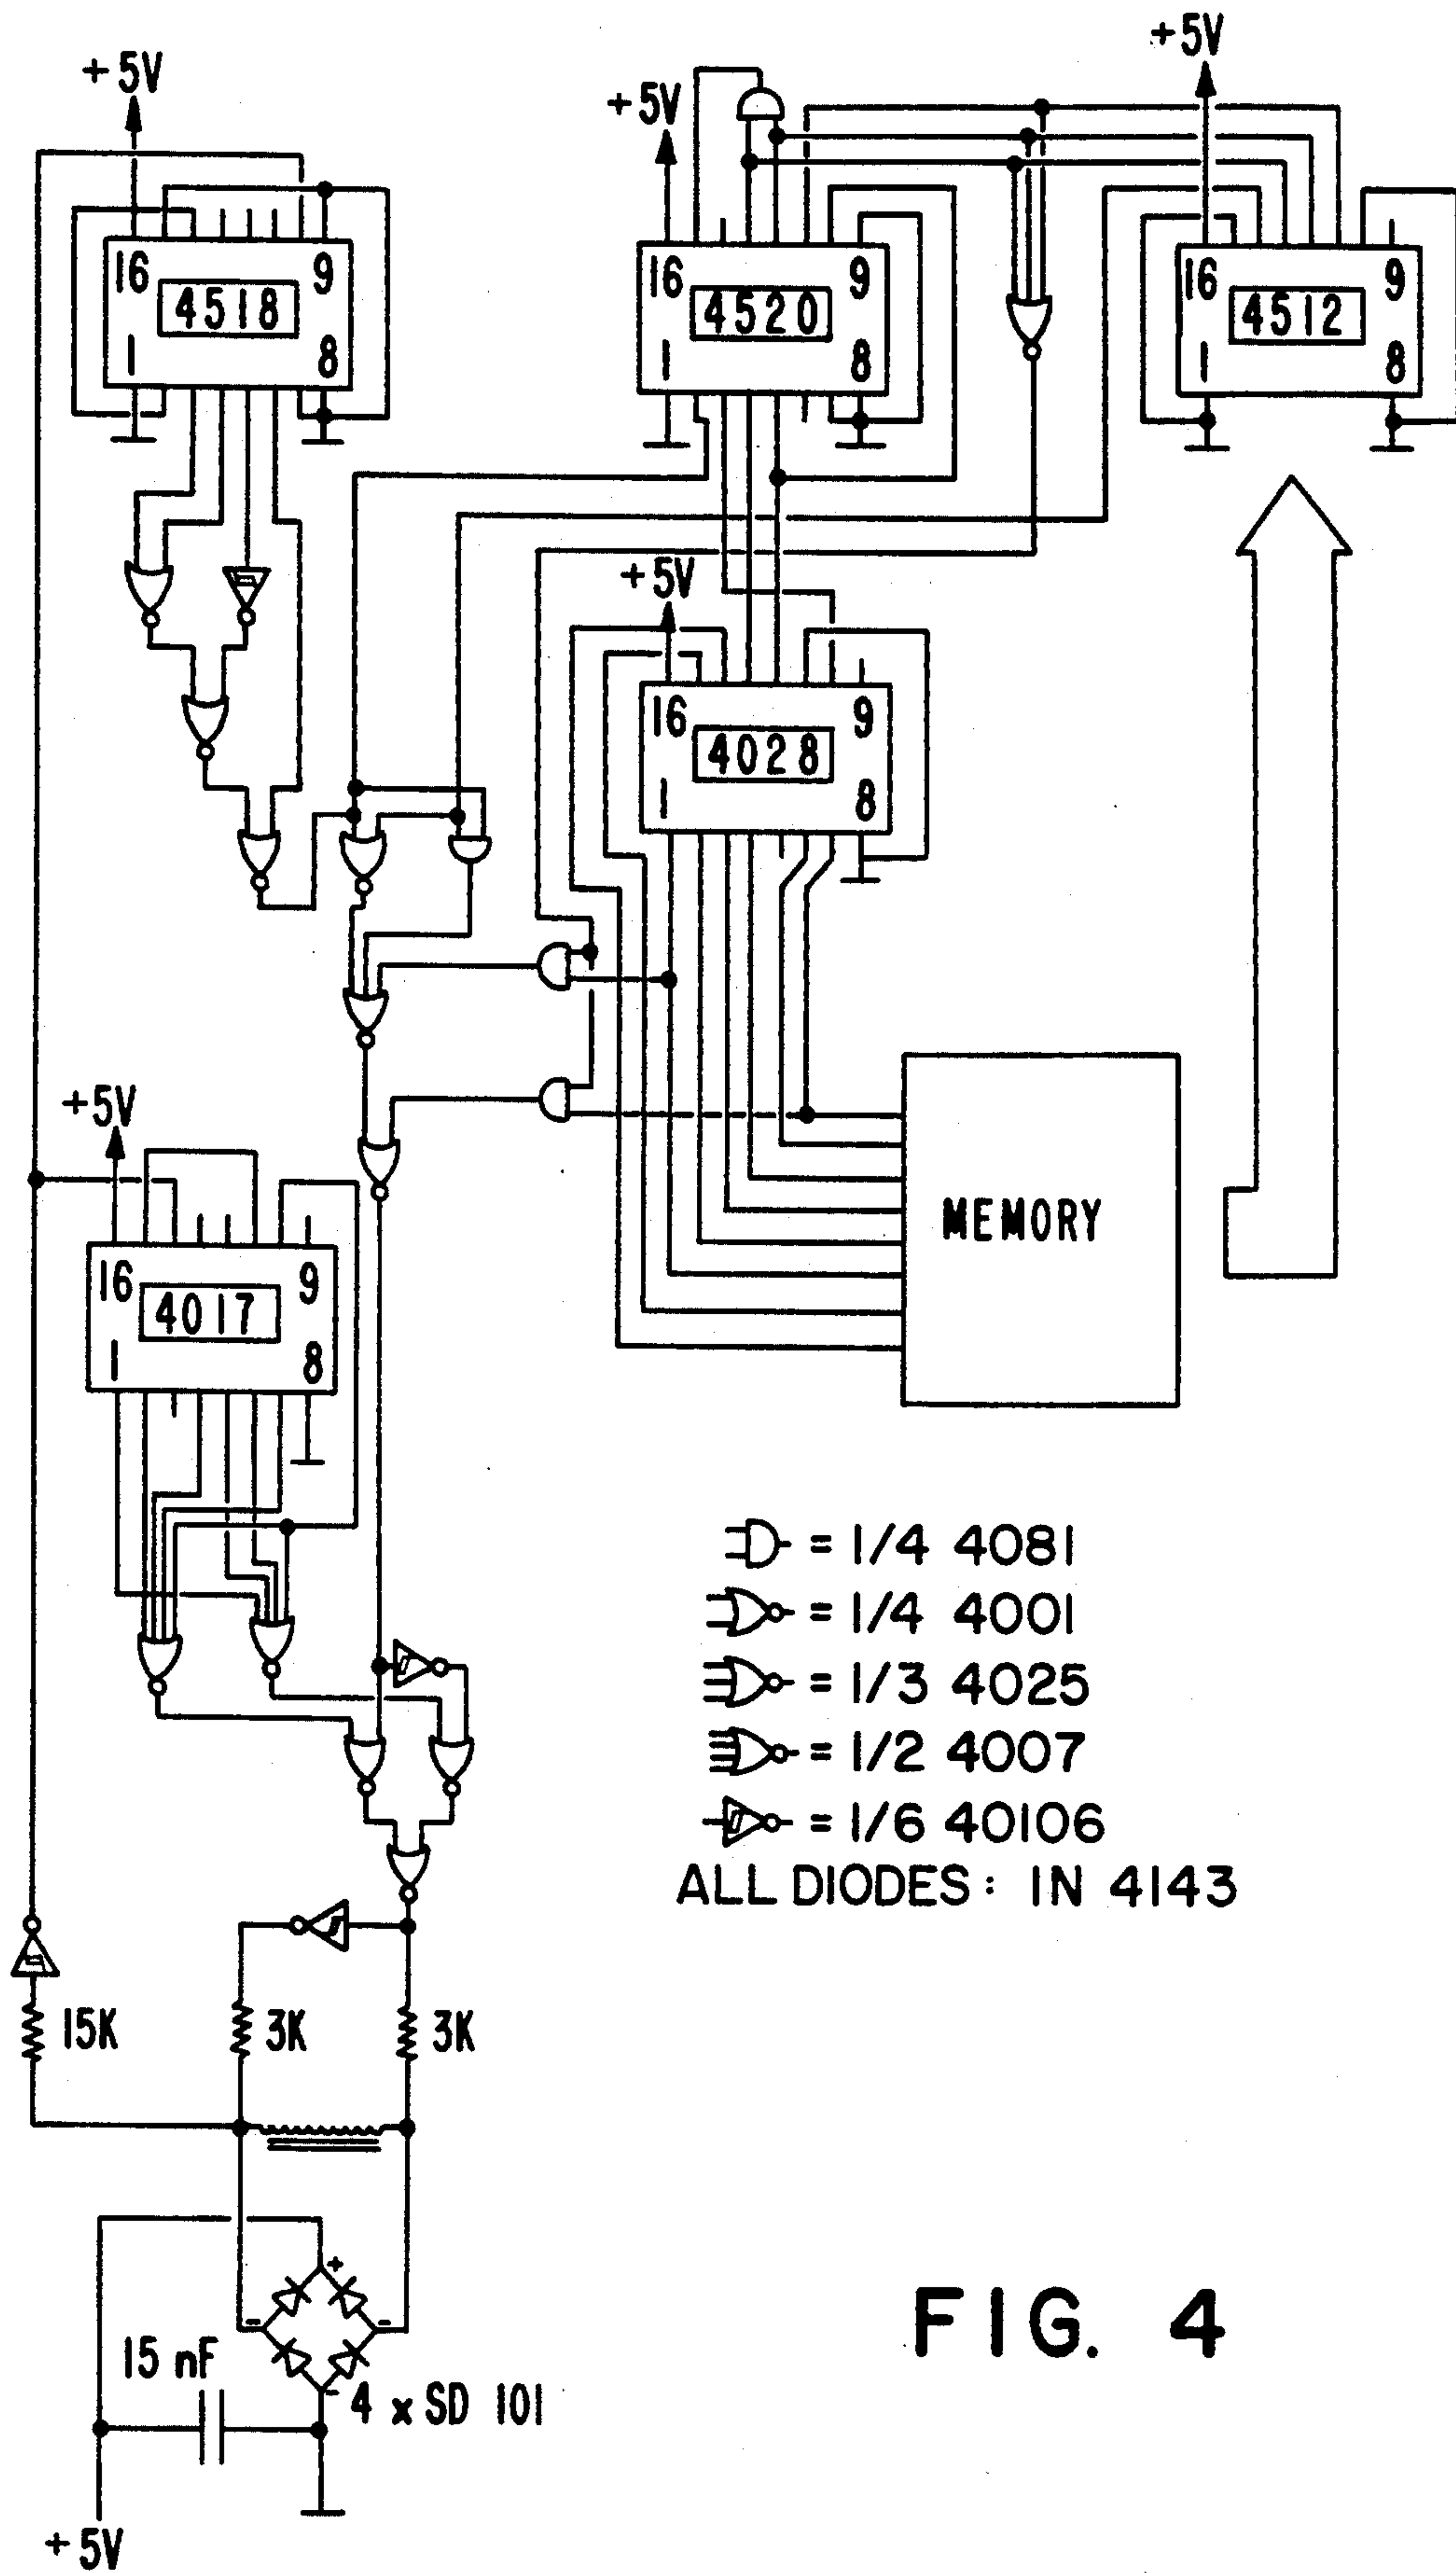 +5V
+5V
+5V
16 9
4518
1 8
16 9
4520
1 8
16 9
4512
1 8
+5V
16 9
4028
1 8
+5V
16 9
4017
1 8
MEMORY
= 1/4 4081
= 1/4 4001
= 1/3 4025
= 1/2 4007
= 1/6 40106
ALL DIODES: IN 4143
15K
3K
3K
+
-
-
-
15 nF
4 x SD 101
+5V
FIG. 4